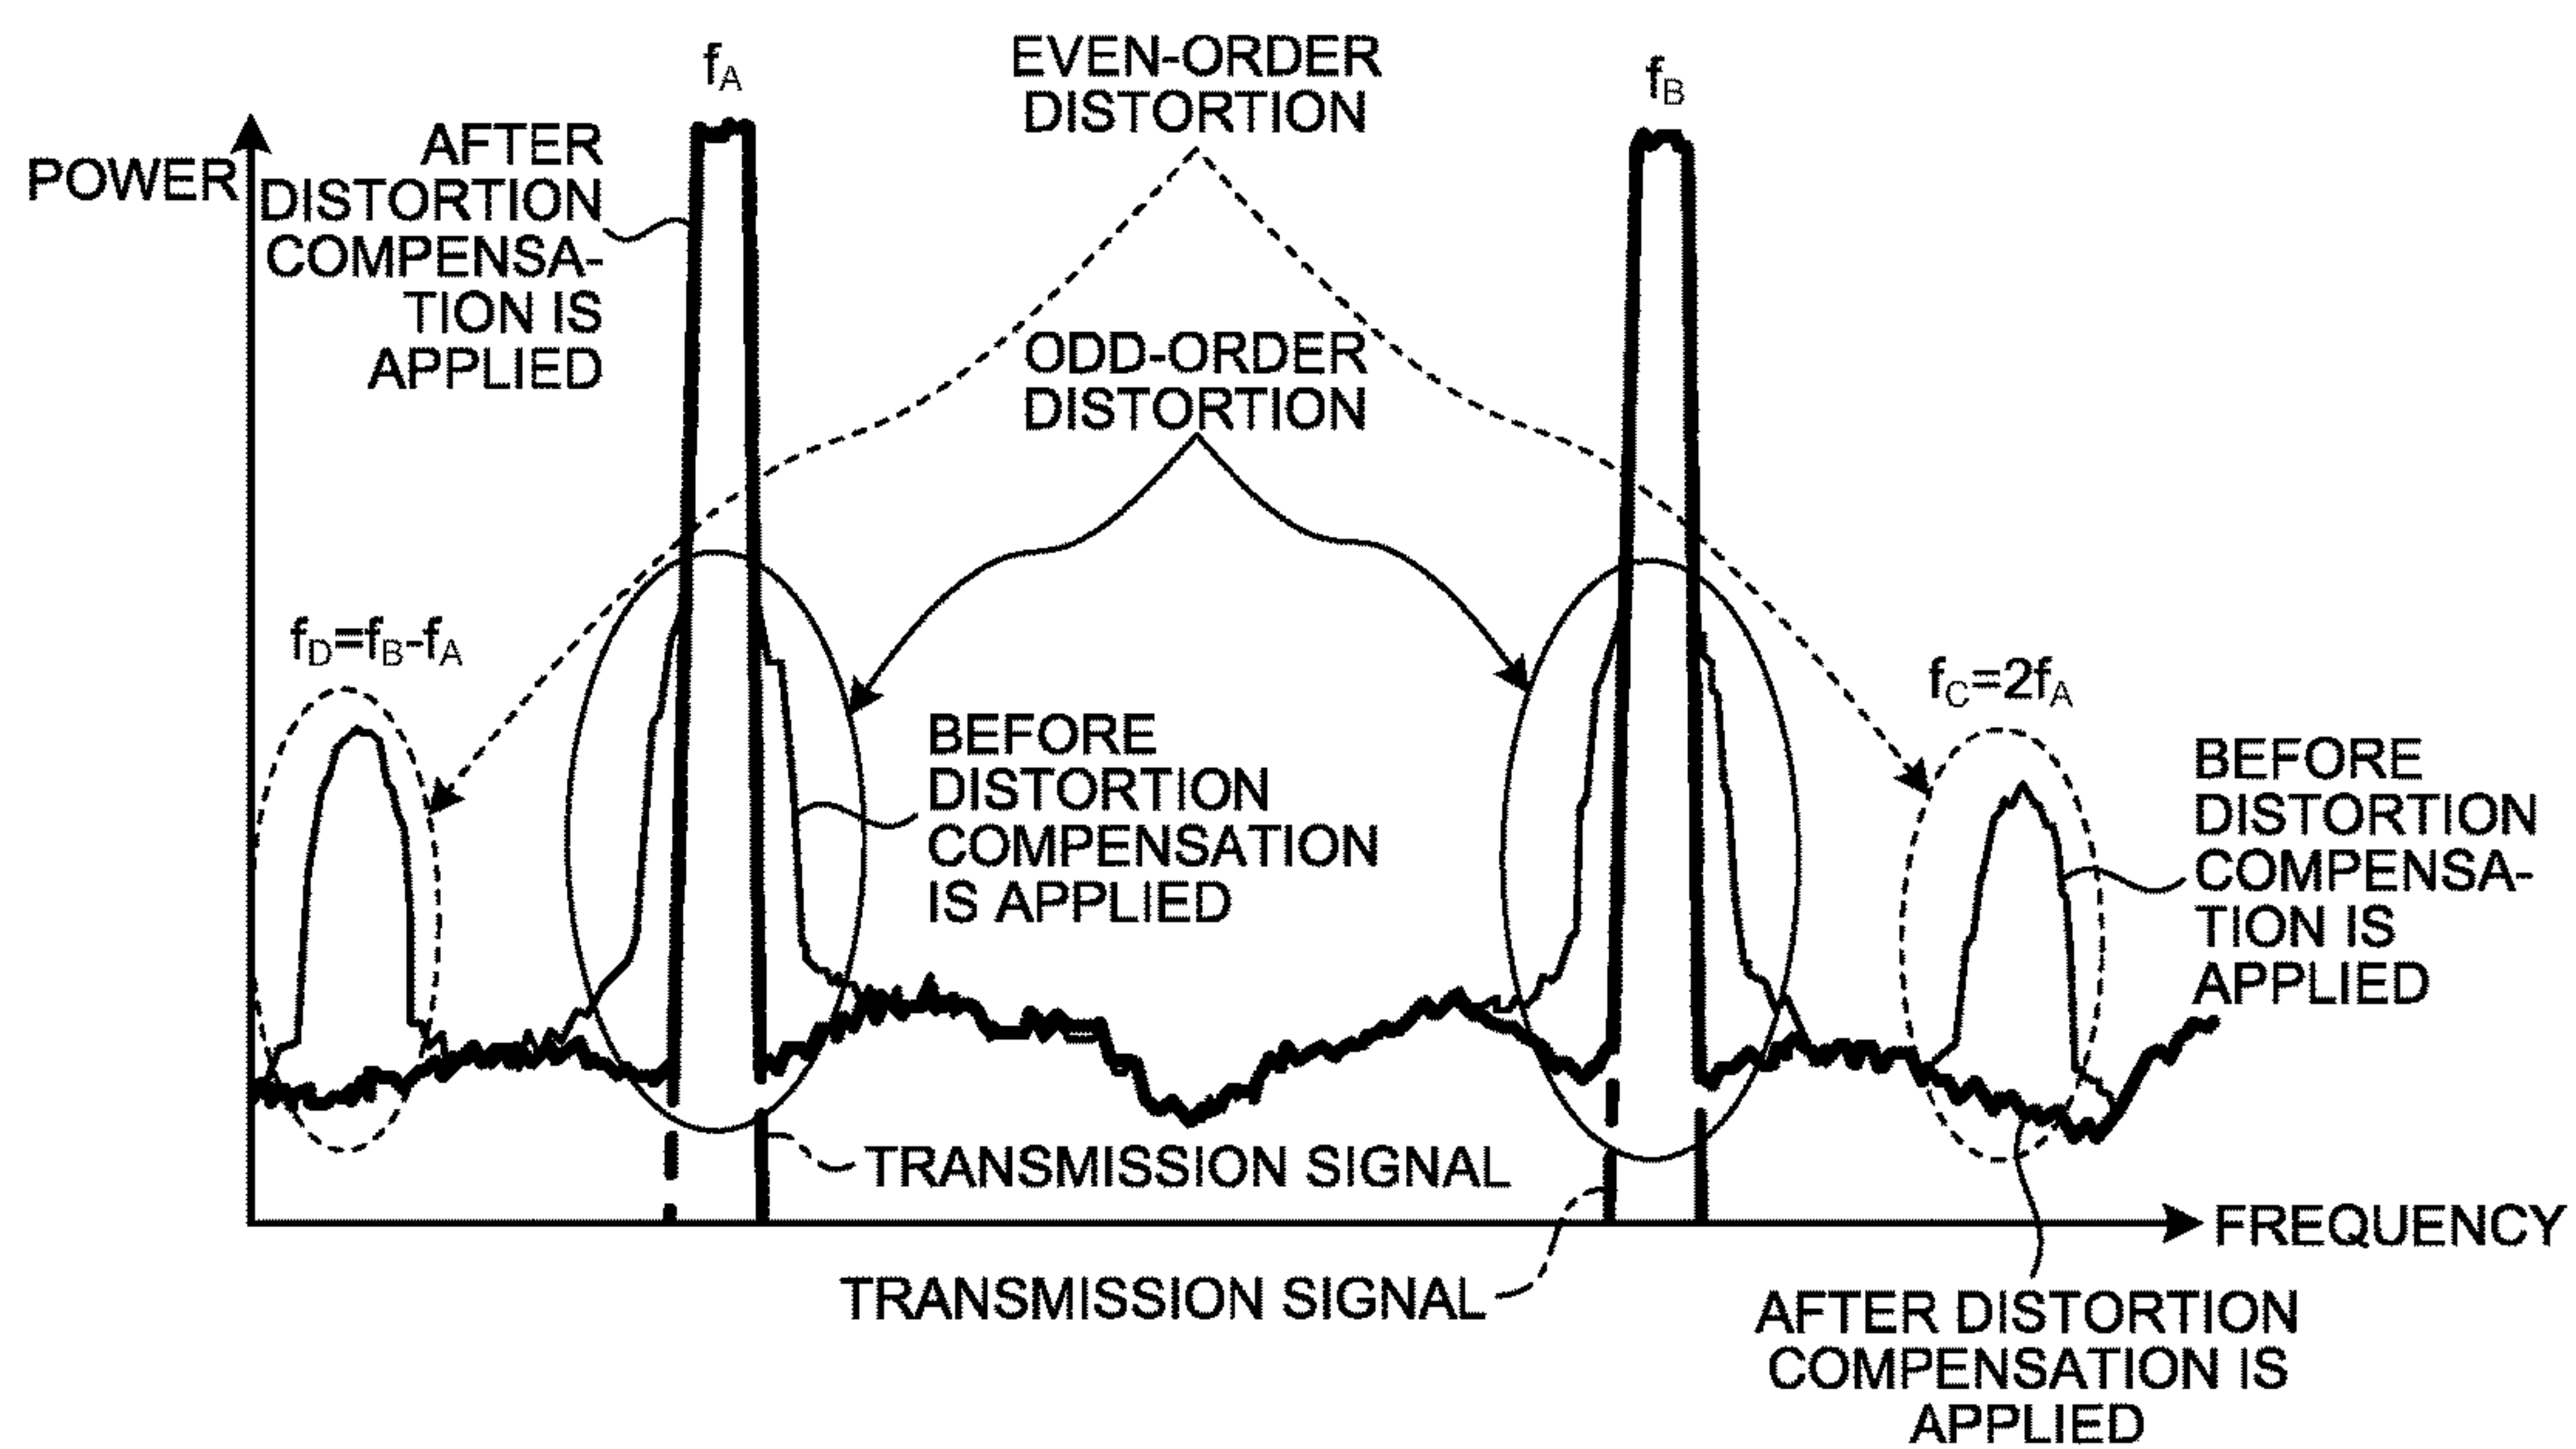 POWER
AFTER
DISTORTION
COMPENSA-
TION IS
APPLIED
fA
EVEN-ORDER
DISTORTION
fB
ODD-ORDER
DISTORTION
fD=fB-fA
BEFORE
DISTORTION
COMPENSATION
IS APPLIED
fC=2fA
BEFORE
DISTORTION
COMPENSA-
TION IS
APPLIED
TRANSMISSION SIGNAL
TRANSMISSION SIGNAL
FREQUENCY
AFTER DISTORTION
COMPENSATION IS
APPLIED